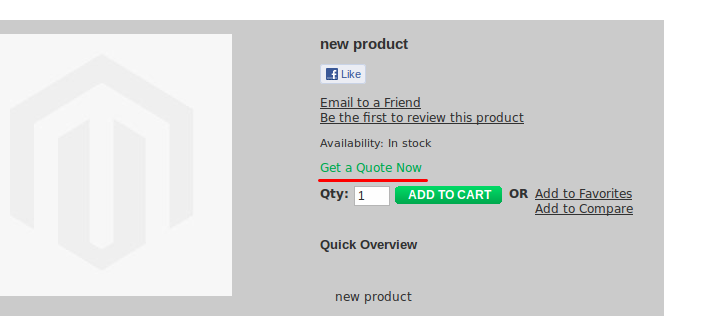 new product
Like
Email to a Friend
Be the first to review this product
Availability: In stock
Get a Quote Now
Qty: 1 ADD TO CART OR Add to Favorites
Add to Compare
Quick Overview
new product